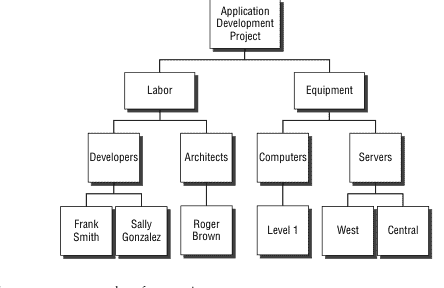 Application
Development
Project
Labor
Equipment
Developers
Architects
Computers
Servers
Frank
Smith
Sally
Gonzalez
Roger
Brown
Level 1
West
Central